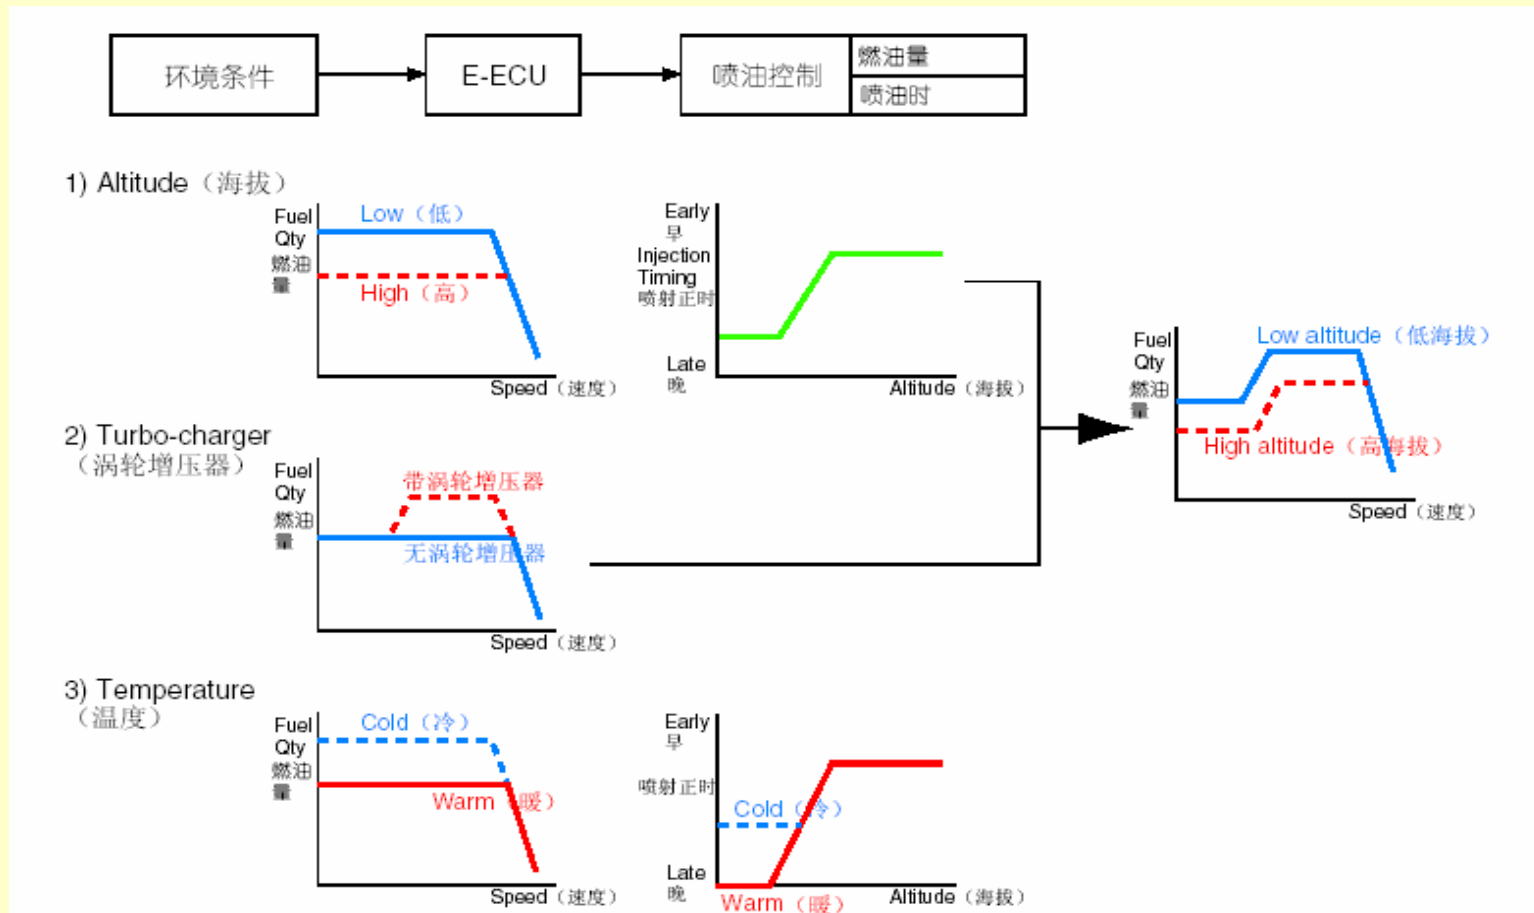 环境条件
E-ECU
喷油控制
燃油量
喷油时
1) Altitude（海拔）
Fuel
Qty
燃油
量
Low（低）
High（高）
Speed（速度）
Early
早
Injection
Timing
喷射正时
Late
晚
Altitude（海拔）
2) Turbo-charger
（涡轮增压器）
Fuel
Qty
燃油
量
带涡轮增压器
无涡轮增压器
Speed（速度）
Fuel
Qty
燃油
量
Low altitude（低海拔）
High altitude（高海拔）
Speed（速度）
3) Temperature
（温度）
Fuel
Qty
燃油
量
Cold（冷）
Warm（暖）
Speed（速度）
Early
早
喷射正时
Cold（冷）
Late
晚
Warm（暖）
Altitude（海拔）